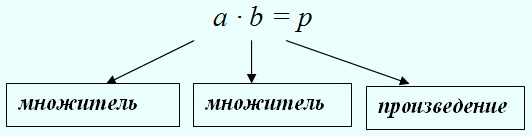 a · b = p
множитель множитель произведение